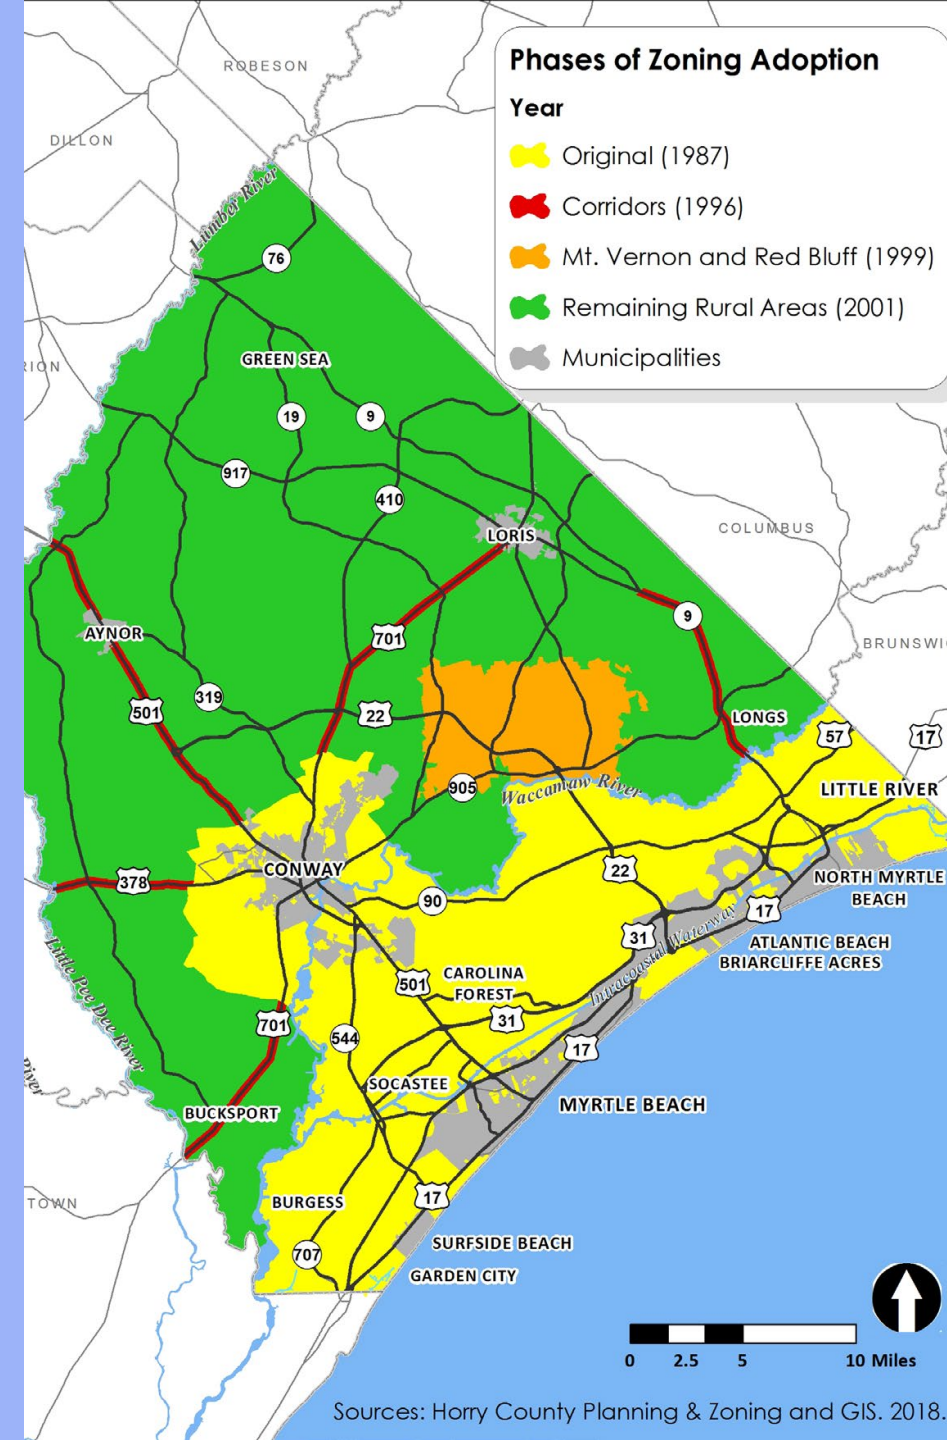 Phases of Zoning Adoption
Year
Original (1987)
Corridors (1996)
Mt. Vernon and Red Bluff (1999)
Remaining Rural Areas (2001)
Municipalities
ROBESON
DILLON
Lumber River
76
RION
GREEN SEA
19
9
917
410
LORIS
COLUMBUS
9
AYNOR
701
BRUNSWI
319
501
22
LONGS
57
17
905
Waccamaw River
LITTLE RIVER
CONWAY
22
378
90
NORTH MYRTLE
BEACH
17
31
Intracoastal Waterway
ATLANTIC BEACH
BRIARCLIFFE ACRES
Little Pee Dee River
501
CAROLINA
FOREST
31
701
544
17
River
SOCASTEE
BUCKSPORT
MYRTLE BEACH
TOWN
BURGESS
17
707
SURFSIDE BEACH
GARDEN CITY
0 2.5 5 10 Miles
Sources: Horry County Planning & Zoning and GIS. 2018.